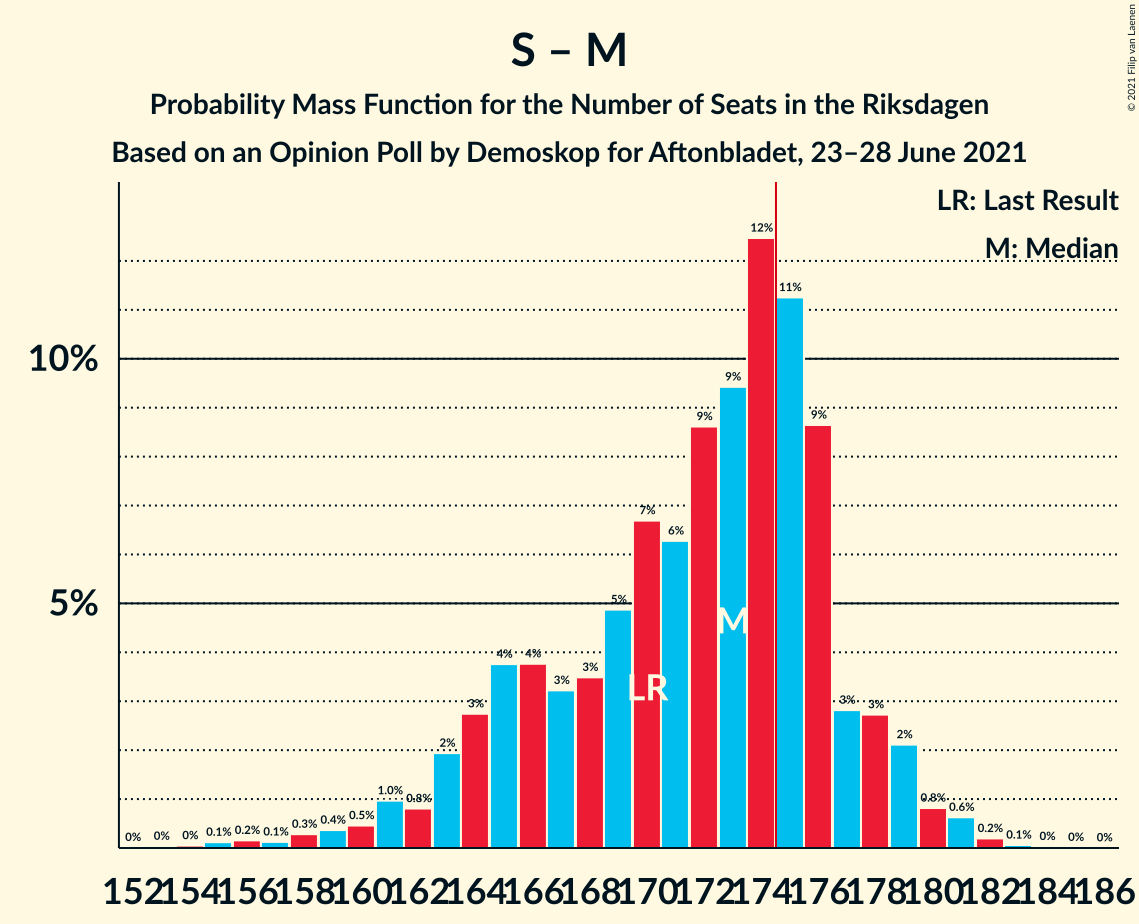 S – M
Probability Mass Function for the Number of Seats in the Riksdagen
Based on an Opinion Poll by Demoskop for Aftonbladet, 23–28 June 2021
© 2021 Filip van Laenen
LR: Last Result
M: Median
10%
5%
0% 0% 0% 0.1% 0.2% 0.1% 0.3% 0.4% 0.5% 1.0% 0.8% 2% 3% 4% 4% 3% 3% 5% 7% 6% 9% 9% 12% 11% 9% 3% 3% 2% 0.8% 0.6% 0.2% 0.1% 0% 0% 0%
M
LR
152 154 156 158 160 162 164 166 168 170 172 174 176 178 180 182 184 186